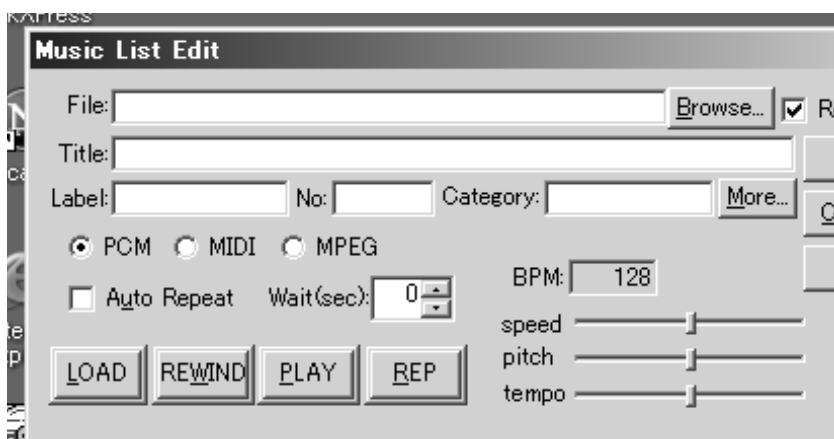 Music List Edit
File: Browse...
Title:
Label: No: Category: More...
PCM MIDI MPEG
BPM: 128
Auto Repeat Wait(sec): 0
speed
LOAD REWIND PLAY REP
pitch
tempo